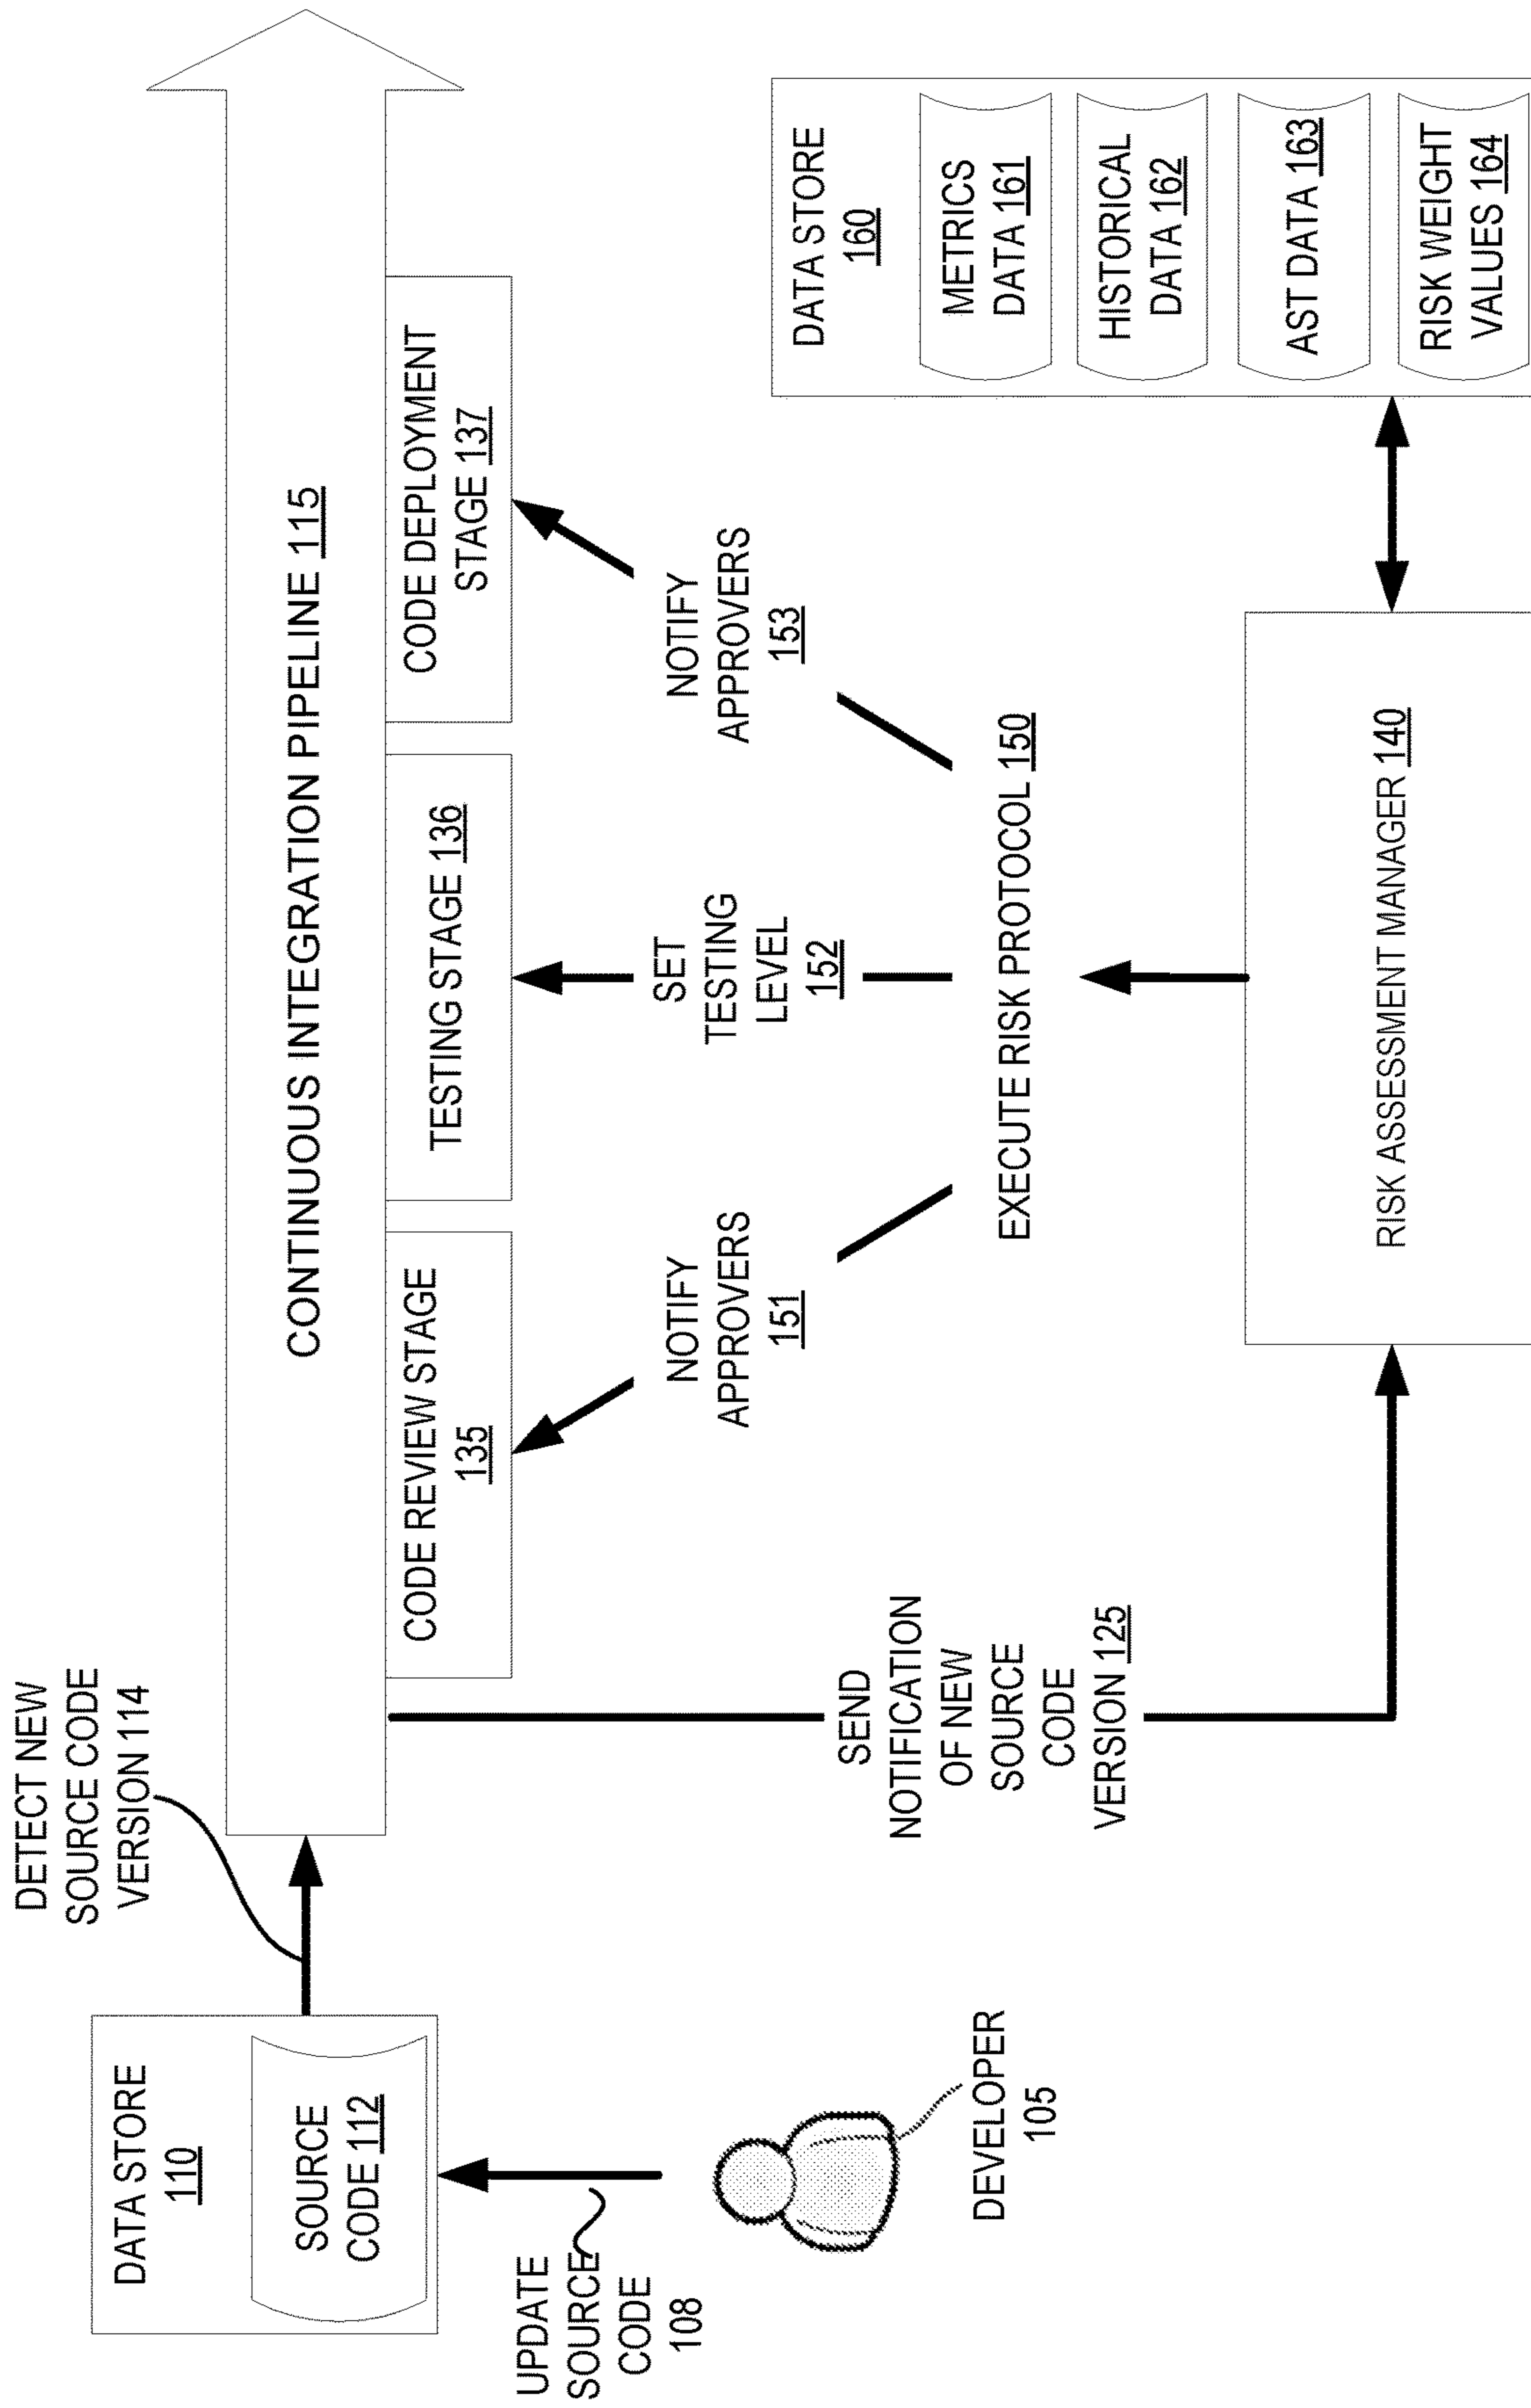 DETECT NEW
SOURCE CODE
VERSION 114
DATA STORE
110
SOURCE
CODE 112
UPDATE
SOURCE
CODE
108
DEVELOPER
105
CONTINUOUS INTEGRATION PIPELINE 115
CODE REVIEW STAGE
135
TESTING STAGE 136
CODE DEPLOYMENT
STAGE 137
SEND
NOTIFICATION
OF NEW
SOURCE
CODE
VERSION 125
NOTIFY
APPROVERS
151
SET
TESTING
LEVEL
152
NOTIFY
APPROVERS
153
EXECUTE RISK PROTOCOL 150
RISK ASSESSMENT MANAGER 140
DATA STORE
160
METRICS
DATA 161
HISTORICAL
DATA 162
AST DATA 163
RISK WEIGHT
VALUES 164